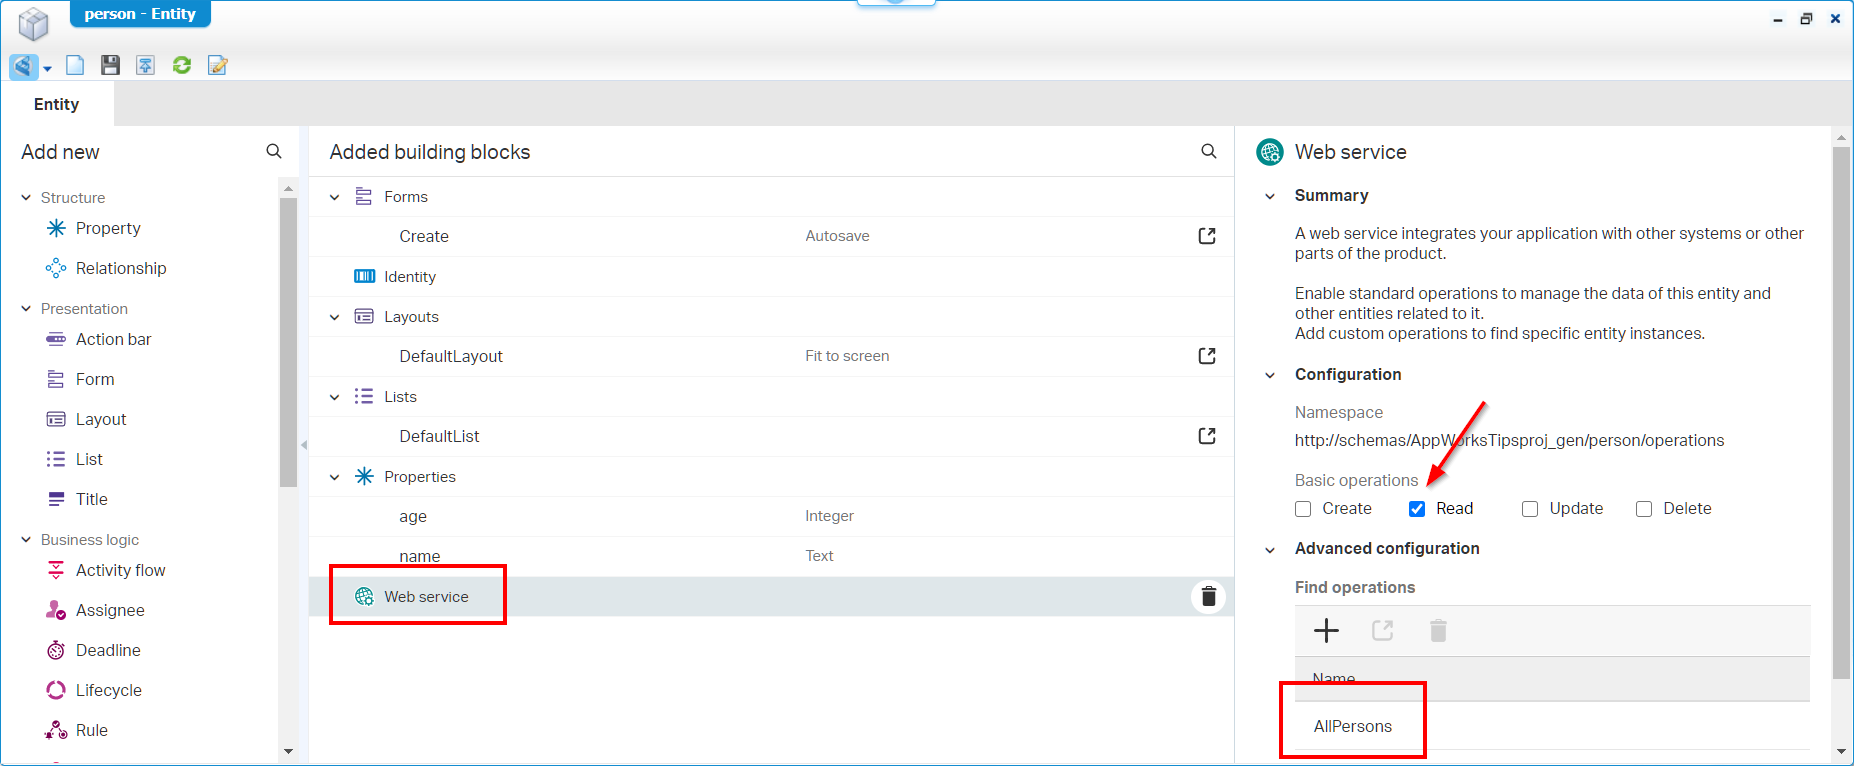 person - Entity
Entity
Add new
Structure
Property
Relationship
Presentation
Action bar
Form
Layout
List
Title
Business logic
Activity flow
Assignee
Deadline
Lifecycle
Rule
Added building blocks
Forms
Create Autosave
Identity
Layouts
DefaultLayout Fit to screen
Lists
DefaultList
Properties
age Integer
name Text
Web service
Web service
Summary
A web service integrates your application with other systems or other
parts of the product.
Enable standard operations to manage the data of this entity and
other entities related to it.
Add custom operations to find specific entity instances.
Configuration
Namespace
http://schemas/AppWorksTipsproj_gen/person/operations
Basic operations
Create Read Update Delete
Advanced configuration
Find operations
Name
AllPersons